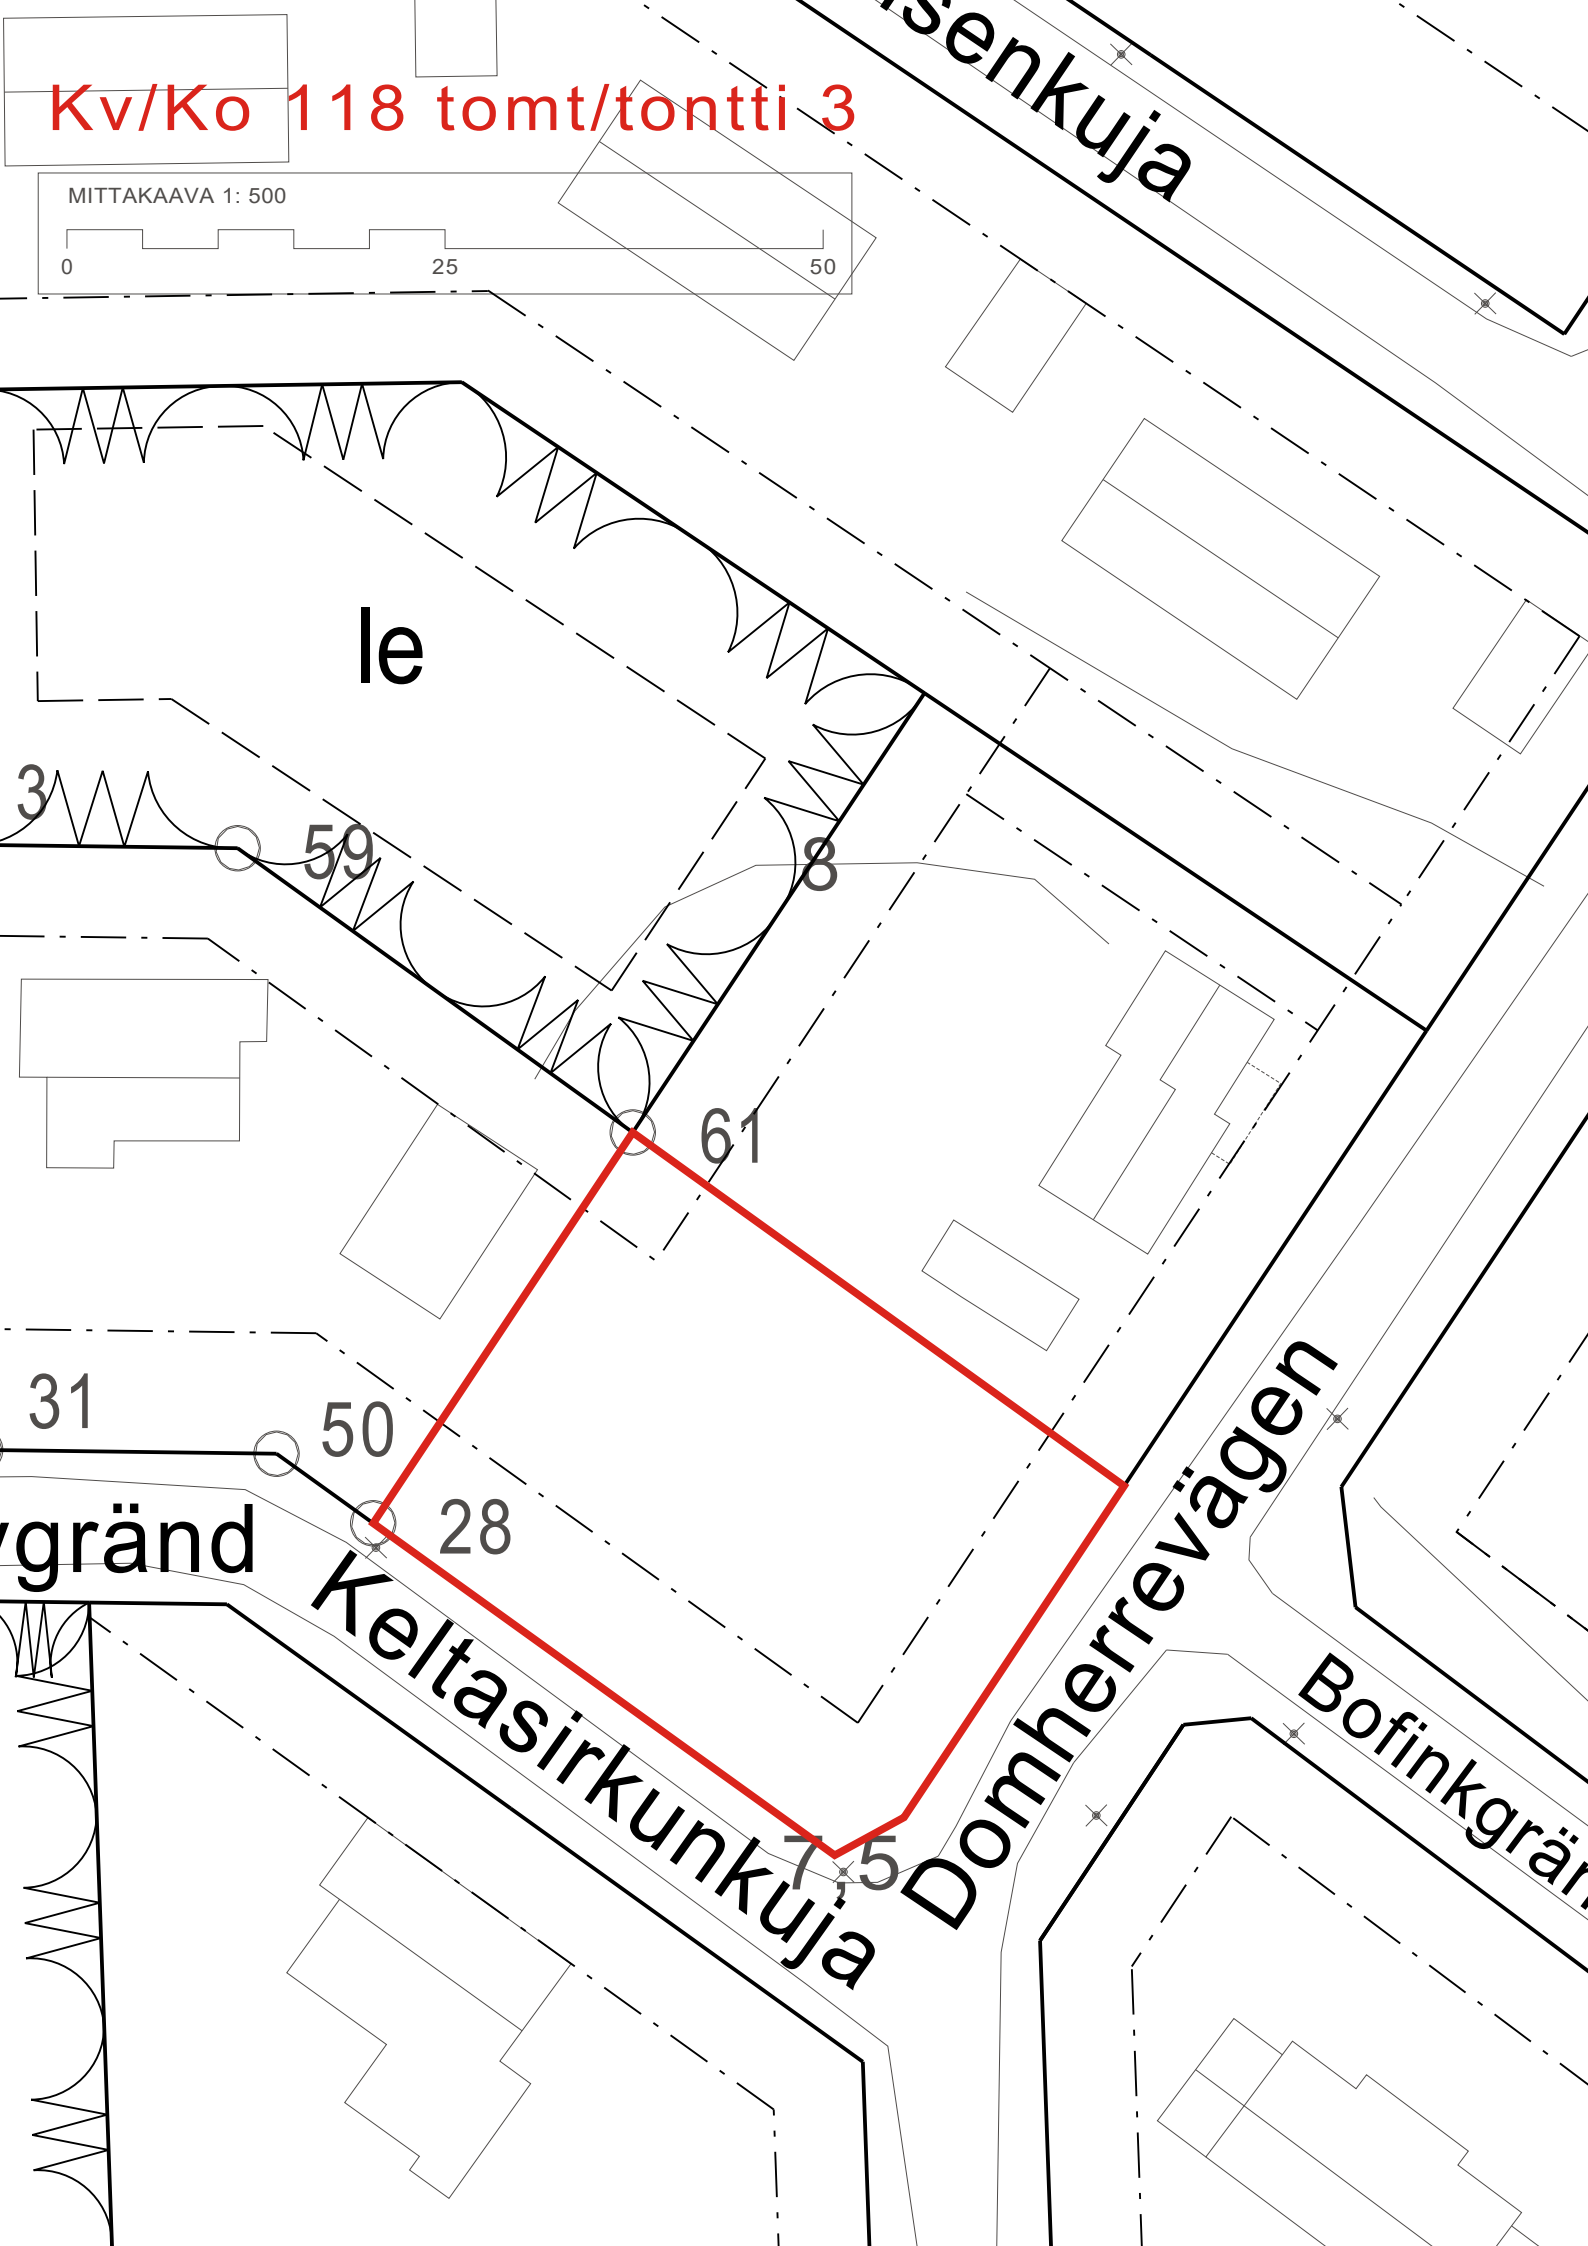 senkuja
Kv/Ko 118 tomt/tontti 3
MITTAKAAVA 1: 500
0 25 50
le
3
59
8
61
31
50
28
gränd
Keltasirkunkuja
Domherrevägen
Bofinkgrän
7,5